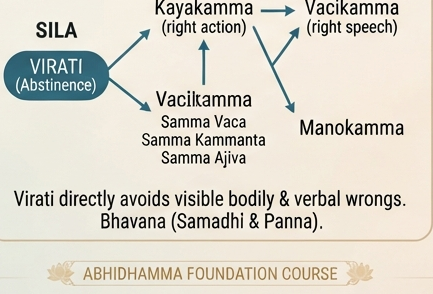 Kayakamma
(right action)
Vacikamma
(right speech)
SILA
VIRATI
(Abstinence)
Vacikamma
Samma Vaca
Samma Kammanta
Samma Ajiva
Manokamma
Virati directly avoids visible bodily & verbal wrongs.
Bhavana (Samadhi & Panna).
ABHIDHAMMA FOUNDATION COURSE